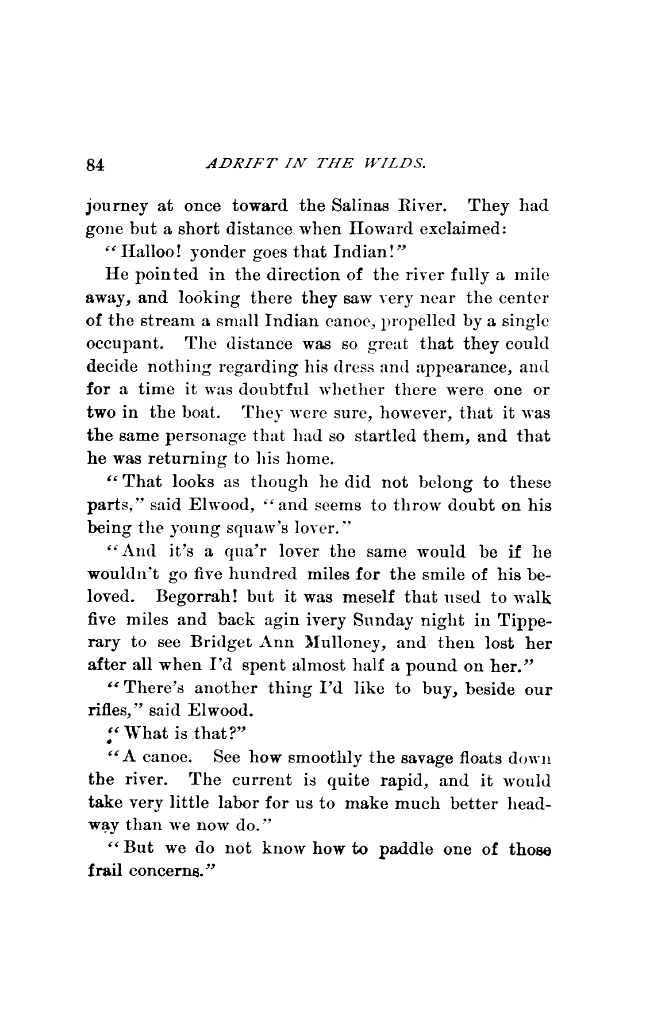 84 ADRIFT IN THE WILDS.
journey at once toward the Salinas River. They had
gone but a short distance when Howard exclaimed:
“Halloo! yonder goes that Indian!”
He pointed in the direction of the river fully a mile
away, and looking there they saw very near the center
of the stream a small Indian canoe, propelled by a single
occupant. The distance was so great that they could
decide nothing regarding his dress and appearance, and
for a time it was doubtful whether there were one or
two in the boat. They were sure, however, that it was
the same personage that had so startled them, and that
he was returning to his home.
“That looks as though he did not belong to these
parts,” said Elwood, “and seems to throw doubt on his
being the young squaw's lover.”
“And it's a qua'r lover the same would be if he
wouldn't go five hundred miles for the smile of his be-
loved. Begorrah! but it was meself that used to walk
five miles and back agin ivery Sunday night in Tippe-
rary to see Bridget Ann Mulloney, and then lost her
after all when I'd spent almost half a pound on her.”
“There's another thing I'd like to buy, beside our
rifles,” said Elwood.
“What is that?”
“A canoe. See how smoothly the savage floats down
the river. The current is quite rapid, and it would
take very little labor for us to make much better head-
way than we now do.”
“But we do not know how to paddle one of those
frail concerns.”